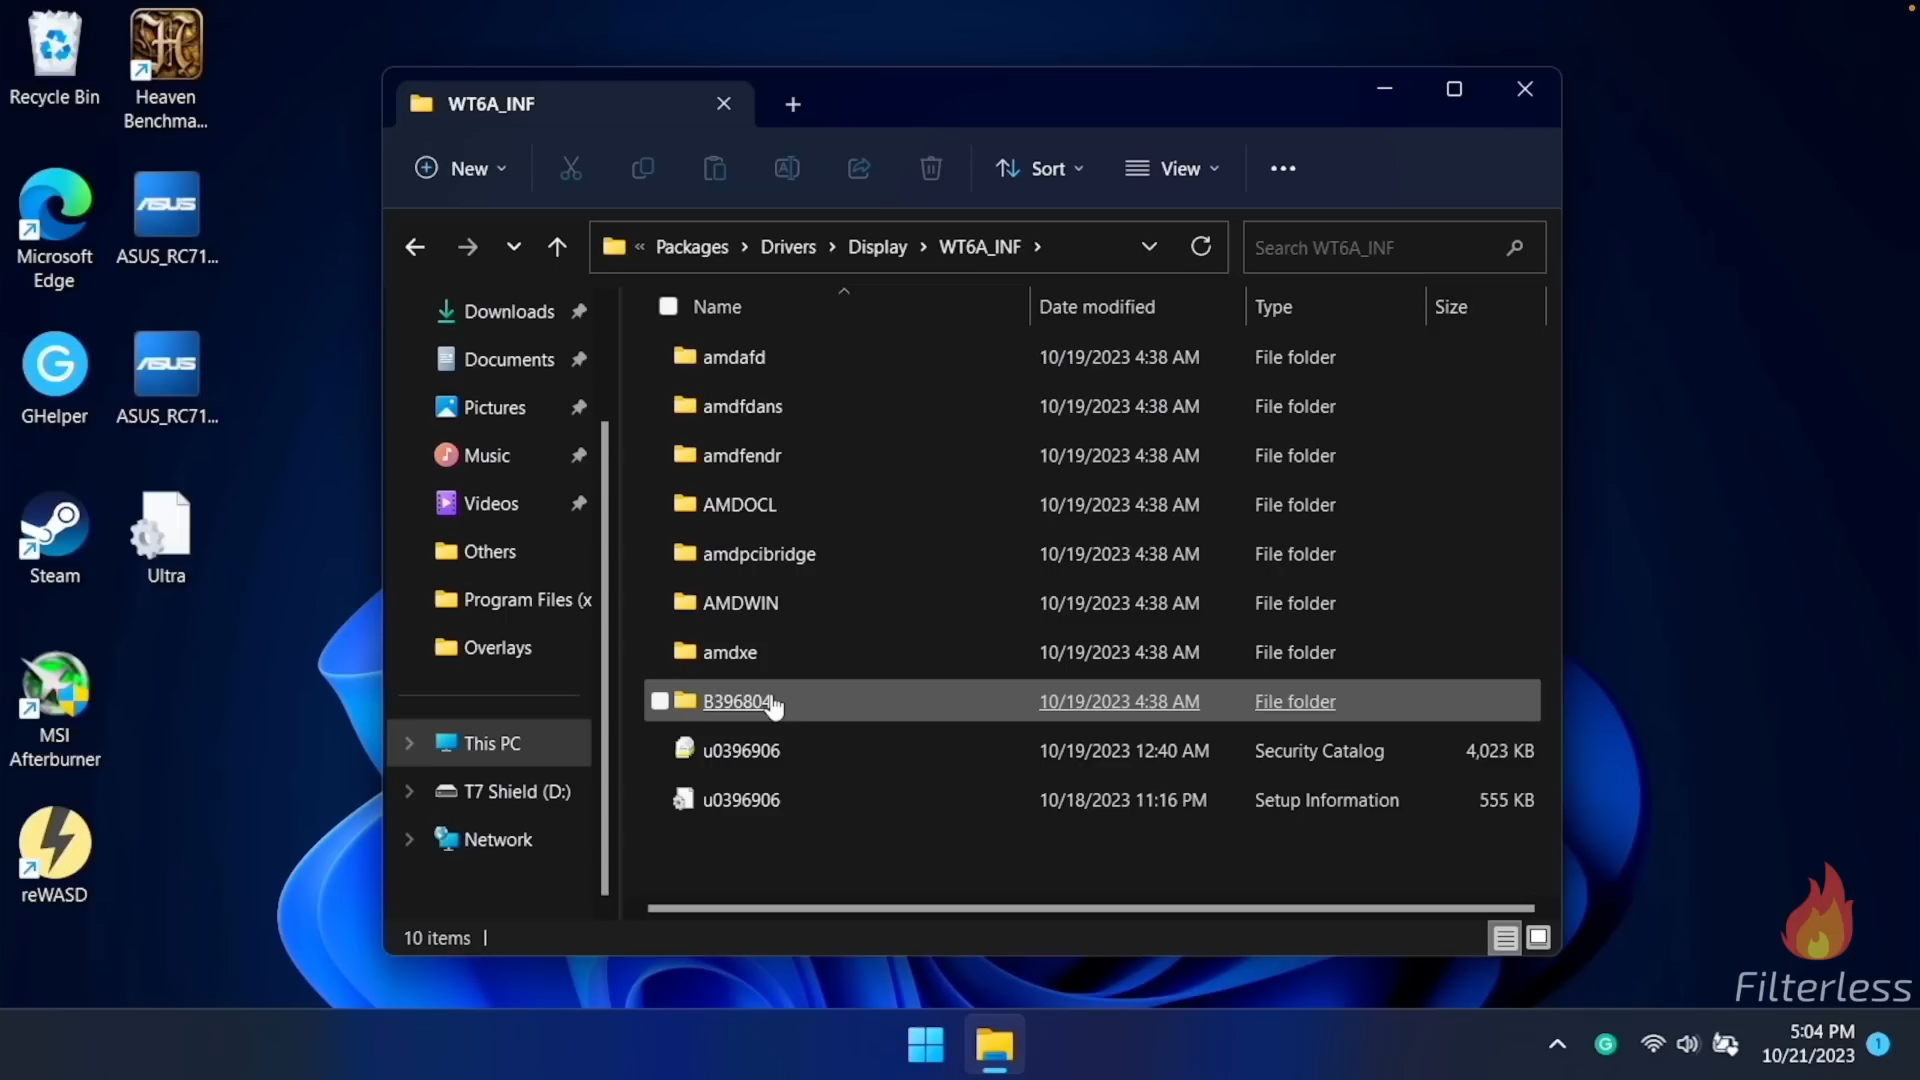 Recycle Bin
Heaven
Benchma...
Microsoft
Edge
ASUS
ASUS_RC71...
GHelper
ASUS
ASUS_RC71...
Steam
Ultra
MSI
Afterburner
reWASD
WT6A_INF
New
Sort
View
« Packages > Drivers > Display > WT6A_INF >
Search WT6A_INF
Downloads
Documents
Pictures
Music
Videos
Others
Program Files (x
Overlays
This PC
T7 Shield (D:)
Network
Name Date modified Type Size
amdafd 10/19/2023 4:38 AM File folder
amdfdans 10/19/2023 4:38 AM File folder
amdfendr 10/19/2023 4:38 AM File folder
AMDOCL 10/19/2023 4:38 AM File folder
amdpcibridge 10/19/2023 4:38 AM File folder
AMDWIN 10/19/2023 4:38 AM File folder
amdxe 10/19/2023 4:38 AM File folder
B396804 10/19/2023 4:38 AM File folder
u0396906 10/19/2023 12:40 AM Security Catalog 4,023 KB
u0396906 10/18/2023 11:16 PM Setup Information 555 KB
10 items
Filterless
5:04 PM
10/21/2023
1